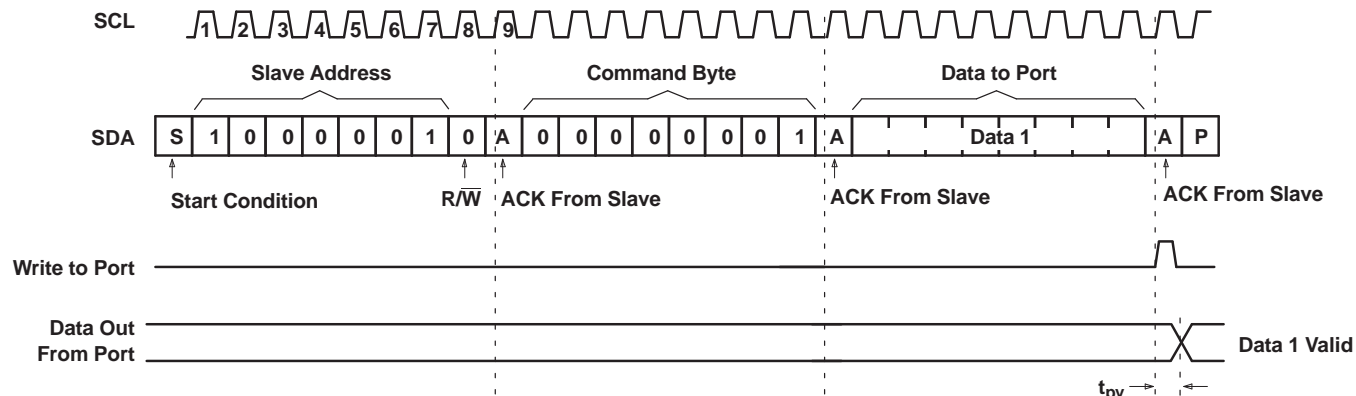 SCL
1 2 3 4 5 6 7 8 9
Slave Address Command Byte Data to Port
SDA S 1 0 0 0 0 0 1 0 A 0 0 0 0 0 0 0 1 A Data 1 A P
Start Condition R/W̅ ACK From Slave ACK From Slave ACK From Slave
Write to Port
Data Out
From Port
Data 1 Valid
tpv